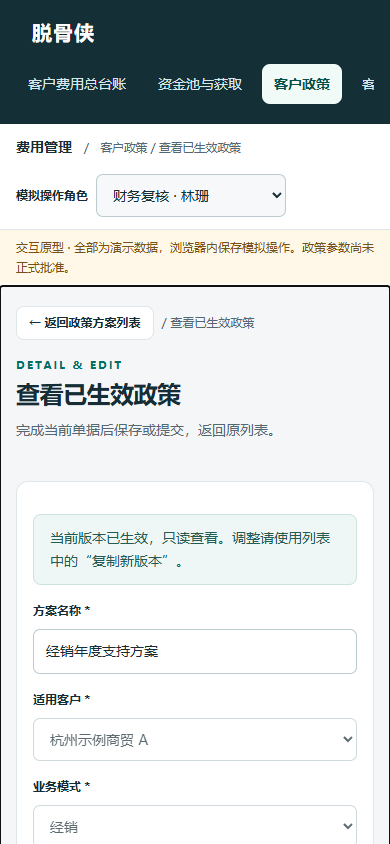 脱骨侠
客户费用总台账 资金池与获取 客户政策 客
费用管理 / 客户政策 / 查看已生效政策
模拟操作角色 财务复核 · 林珊
交互原型 · 全部为演示数据，浏览器内保存模拟操作。政策参数尚未
正式批准。
← 返回政策方案列表 / 查看已生效政策
DETAIL & EDIT
查看已生效政策
完成当前单据后保存或提交，返回原列表。
当前版本已生效，只读查看。调整请使用列表
中的“复制新版本”。
方案名称 *
经销年度支持方案
适用客户 *
杭州示例商贸 A
业务模式 *
经销